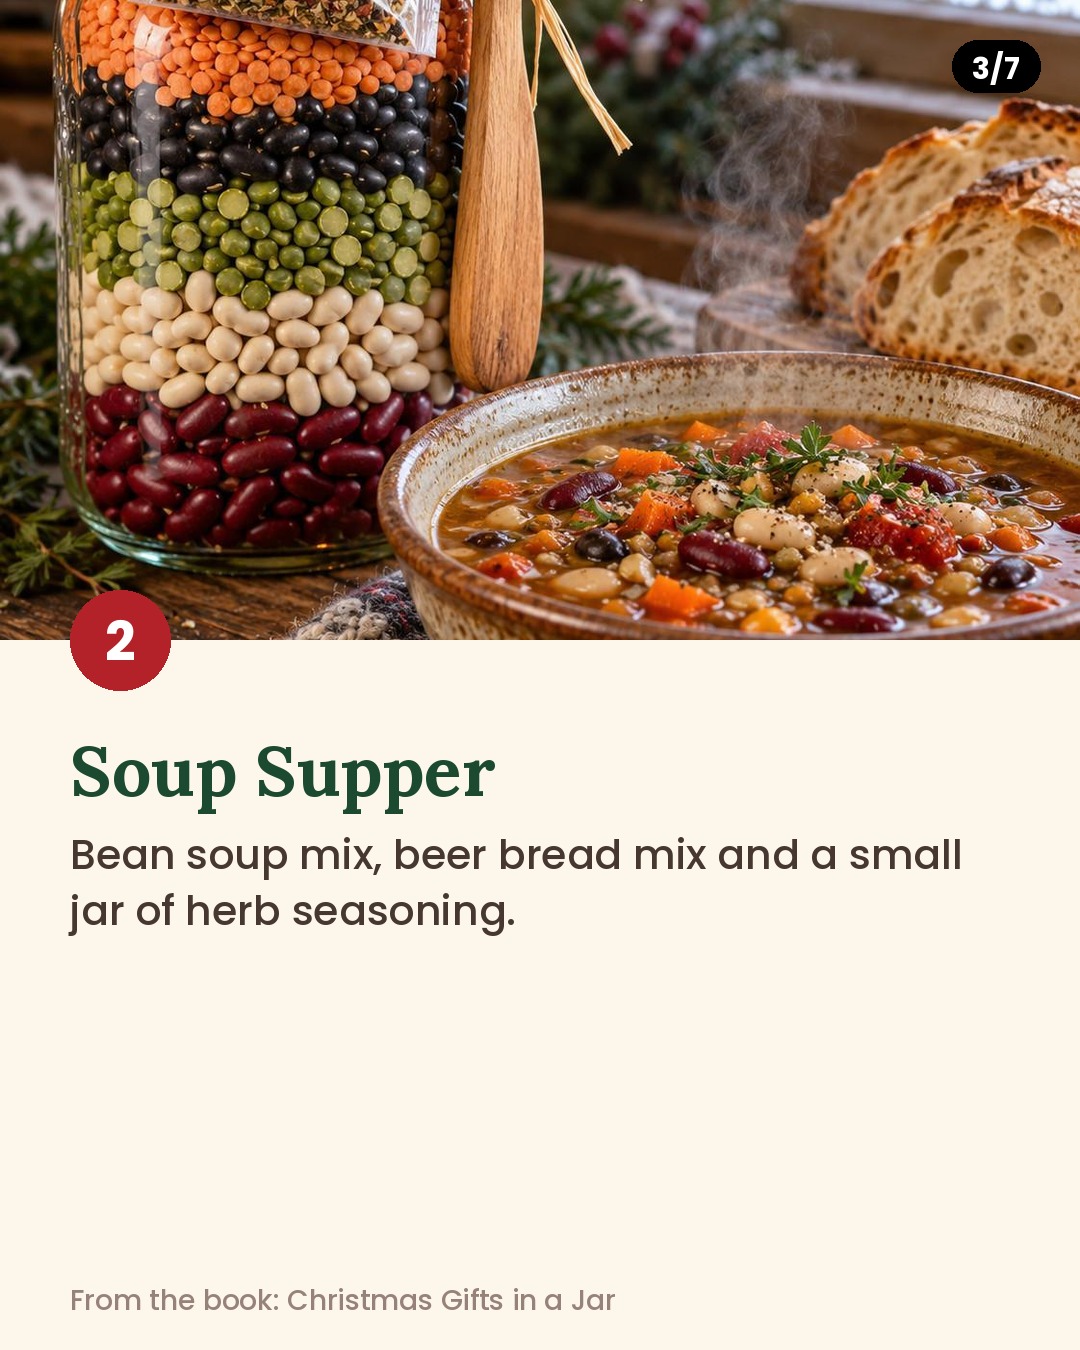 3/7
2
Soup Supper
Bean soup mix, beer bread mix and a small
jar of herb seasoning.
From the book: Christmas Gifts in a Jar